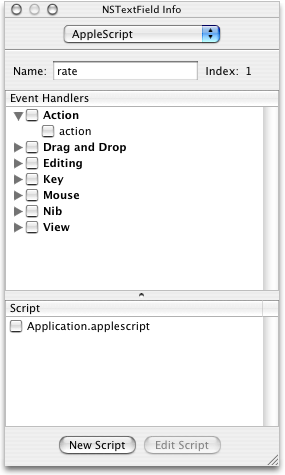 NSTextField Info
AppleScript
Name: rate Index: 1
Event Handlers
Action
action
Drag and Drop
Editing
Key
Mouse
Nib
View
Script
Application.applescript
New Script Edit Script